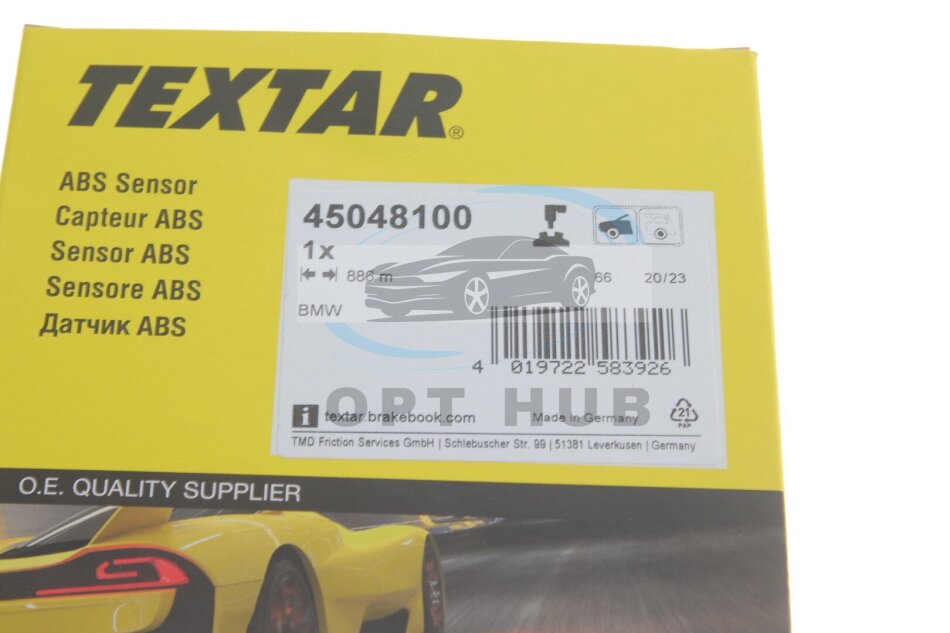 TEXTAR®
ABS Sensor
Capteur ABS
Sensor ABS
Sensore ABS
Датчик ABS
45048100
1x
886 m
66 20/23
BMW
4 019722 583926
OPT HUB
i textar.brakebook.com Made in Germany
21
PAP
TMD Friction Services GmbH | Schlebuscher Str. 99 | 51381 Leverkusen | Germany
O.E. QUALITY SUPPLIER